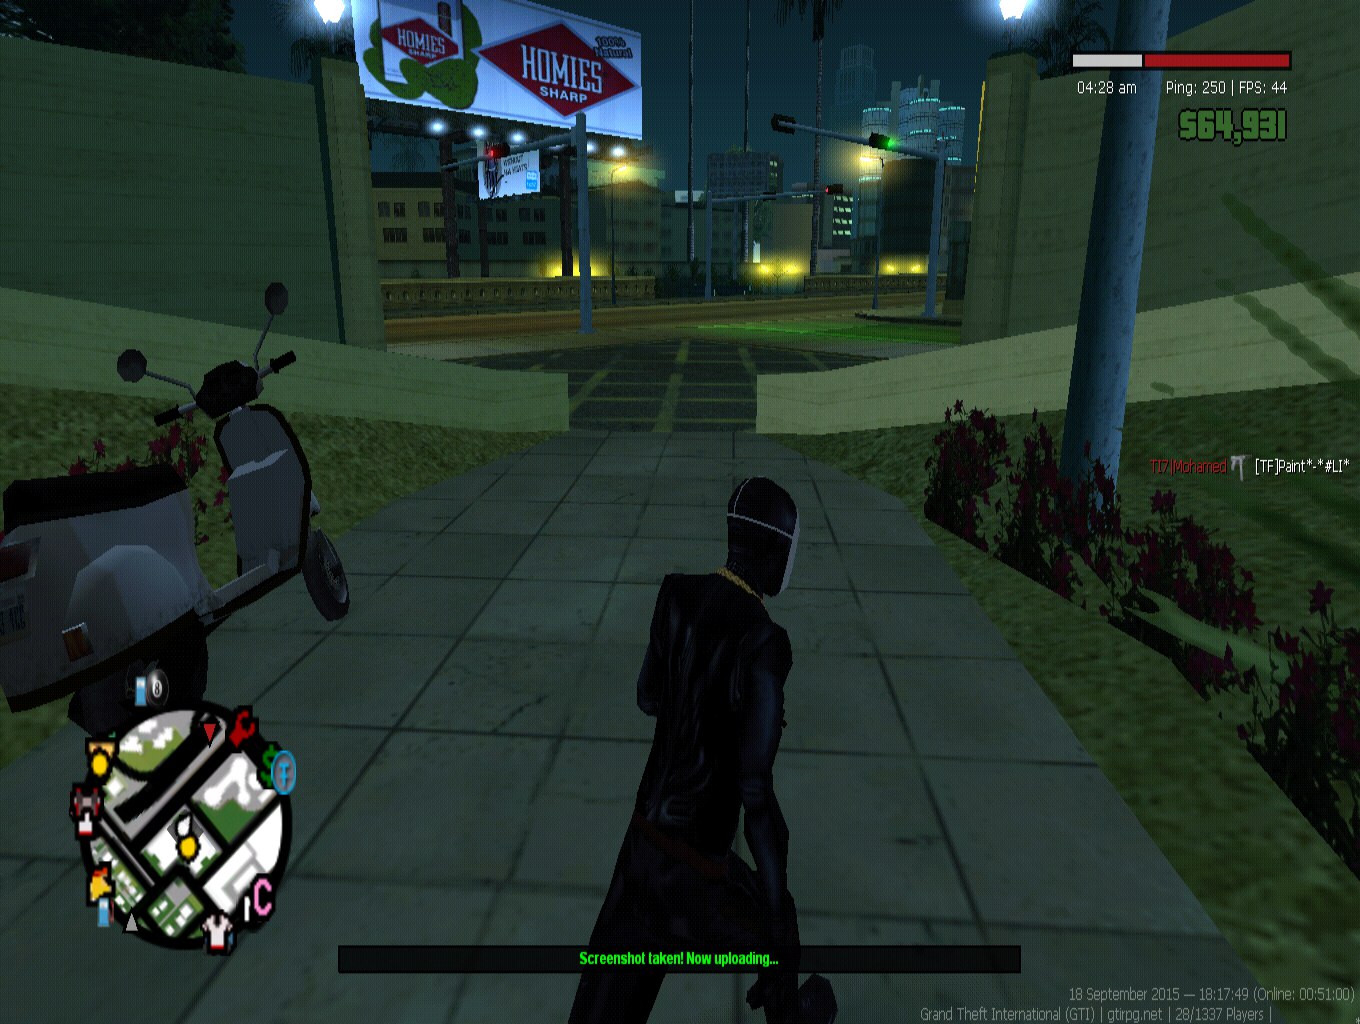 HOMIES
SHARP
HOMIES
SHARP
100%
Natural
04:28 am
Ping: 250 | FPS: 44
$64,931
TI7|Mohamed [TF]Paint*-*#LI*
8
T
C
Screenshot taken! Now uploading...
18 September 2015 — 18:17:49 (Online: 00:51:00)
Grand Theft International (GTI) | gtirpg.net | 28/1337 Players |